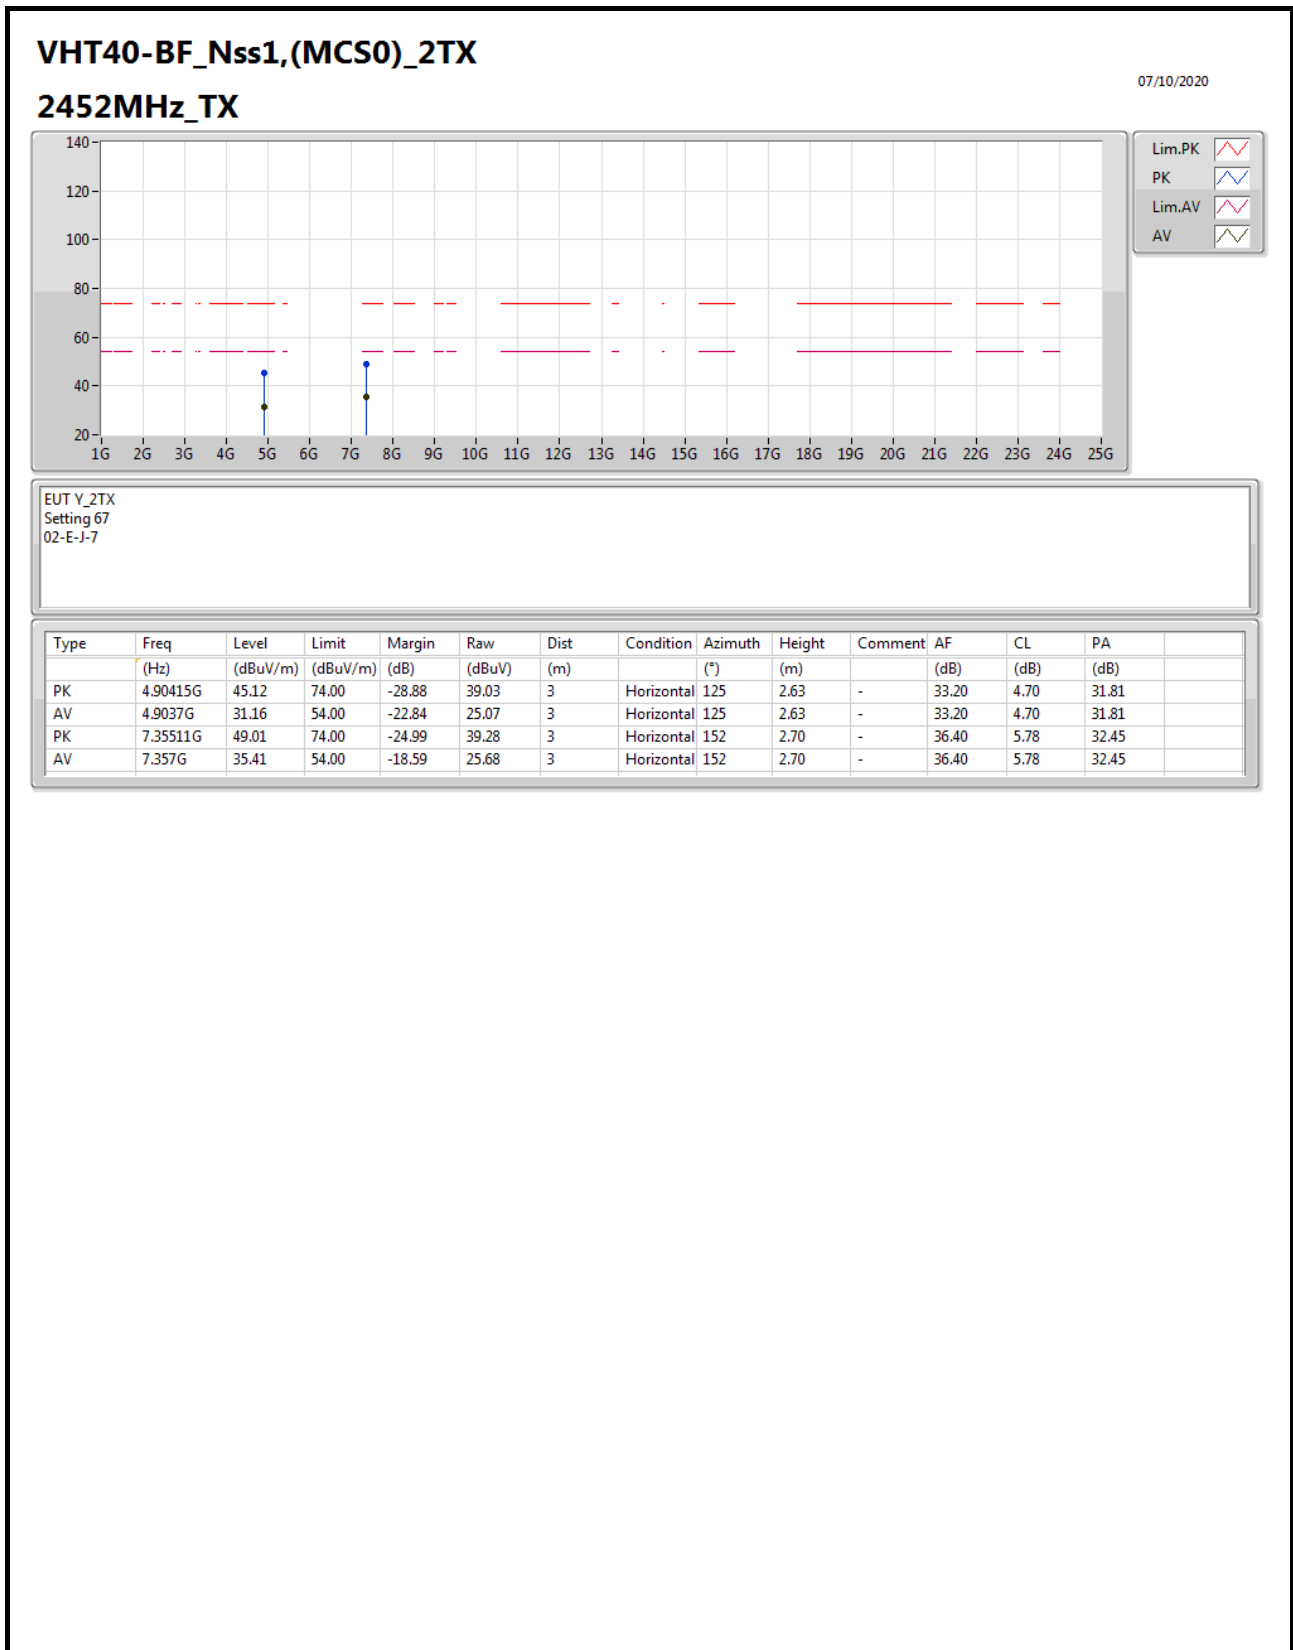 VHT40-BF_Nss1,(MCS0)_2TX
07/10/2020
2452MHz_TX
140
120
100
80
60
40
20
1G 2G 3G 4G 5G 6G 7G 8G 9G 10G 11G 12G 13G 14G 15G 16G 17G 18G 19G 20G 21G 22G 23G 24G 25G
Lim.PK
PK
Lim.AV
AV
EUT Y_2TX
Setting 67
02-E-J-7
Type Freq Level Limit Margin Raw Dist Condition Azimuth Height Comment AF CL PA
(Hz) (dBuV/m) (dBuV/m) (dB) (dBuV) (m) (°) (m) (dB) (dB) (dB)
PK 4.90415G 45.12 74.00 -28.88 39.03 3 Horizontal 125 2.63 - 33.20 4.70 31.81
AV 4.9037G 31.16 54.00 -22.84 25.07 3 Horizontal 125 2.63 - 33.20 4.70 31.81
PK 7.35511G 49.01 74.00 -24.99 39.28 3 Horizontal 152 2.70 - 36.40 5.78 32.45
AV 7.357G 35.41 54.00 -18.59 25.68 3 Horizontal 152 2.70 - 36.40 5.78 32.45